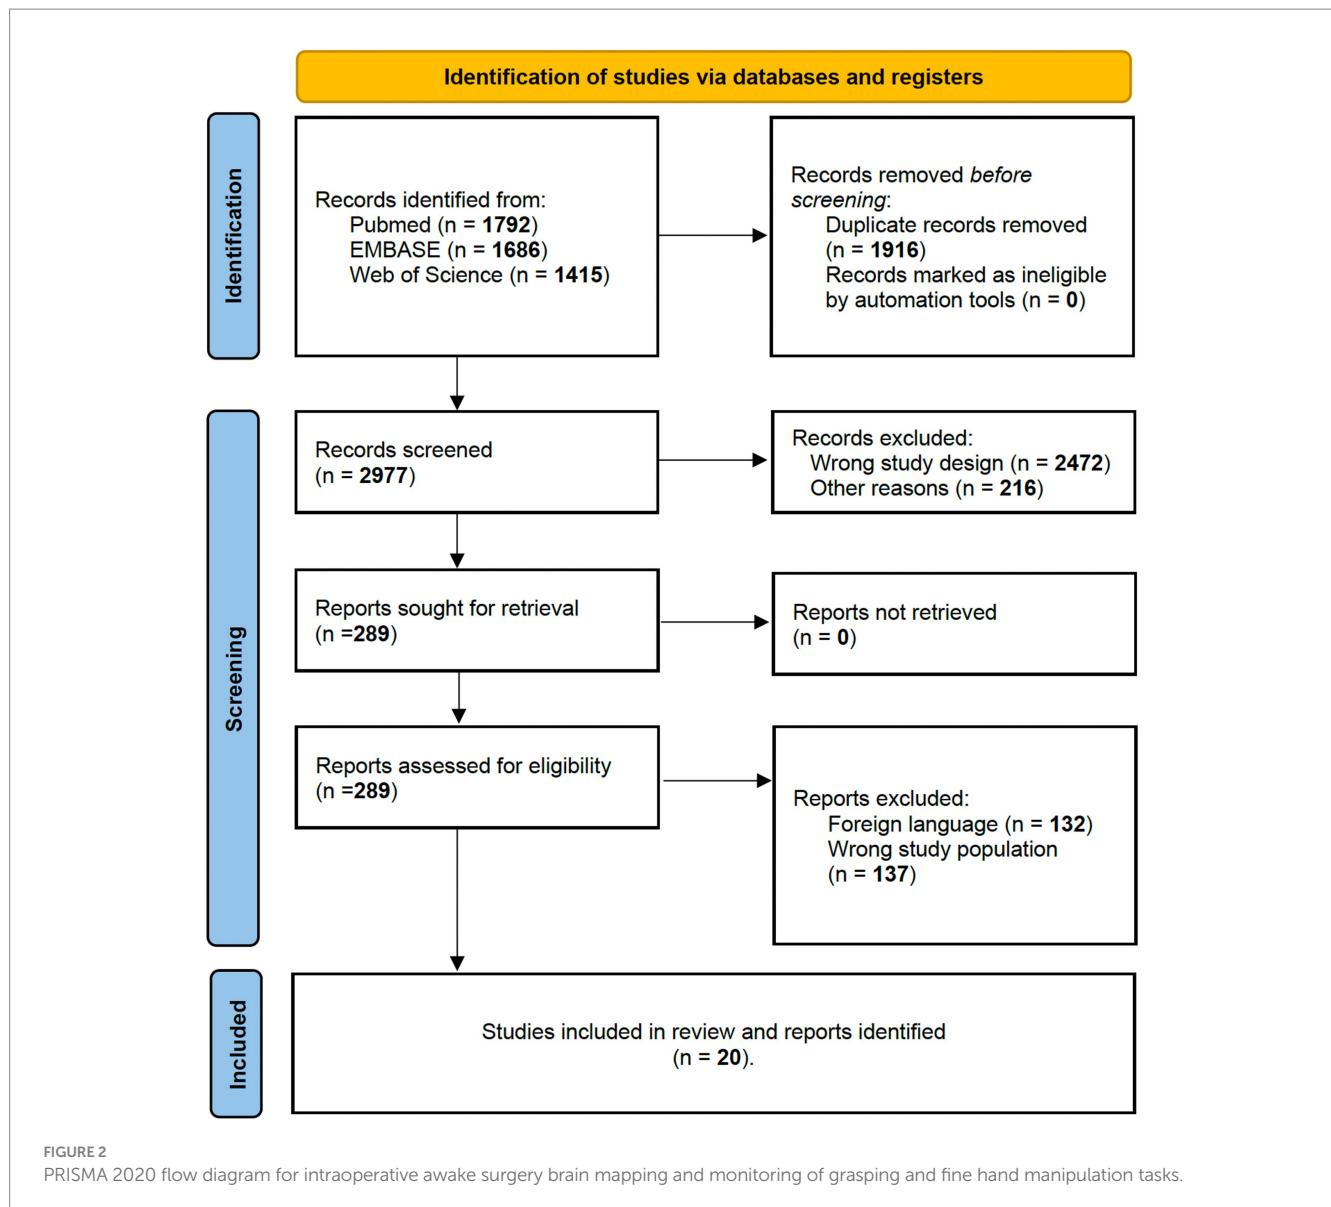 Identification of studies via databases and registers
Identification
Records identified from:
Pubmed (n = 1792)
EMBASE (n = 1686)
Web of Science (n = 1415)
Records removed before
screening:
Duplicate records removed
(n = 1916)
Records marked as ineligible
by automation tools (n = 0)
Screening
Records screened
(n = 2977)
Records excluded:
Wrong study design (n = 2472)
Other reasons (n = 216)
Reports sought for retrieval
(n =289)
Reports not retrieved
(n = 0)
Reports assessed for eligibility
(n =289)
Reports excluded:
Foreign language (n = 132)
Wrong study population
(n = 137)
Included
Studies included in review and reports identified
(n = 20).
FIGURE 2
PRISMA 2020 flow diagram for intraoperative awake surgery brain mapping and monitoring of grasping and fine hand manipulation tasks.